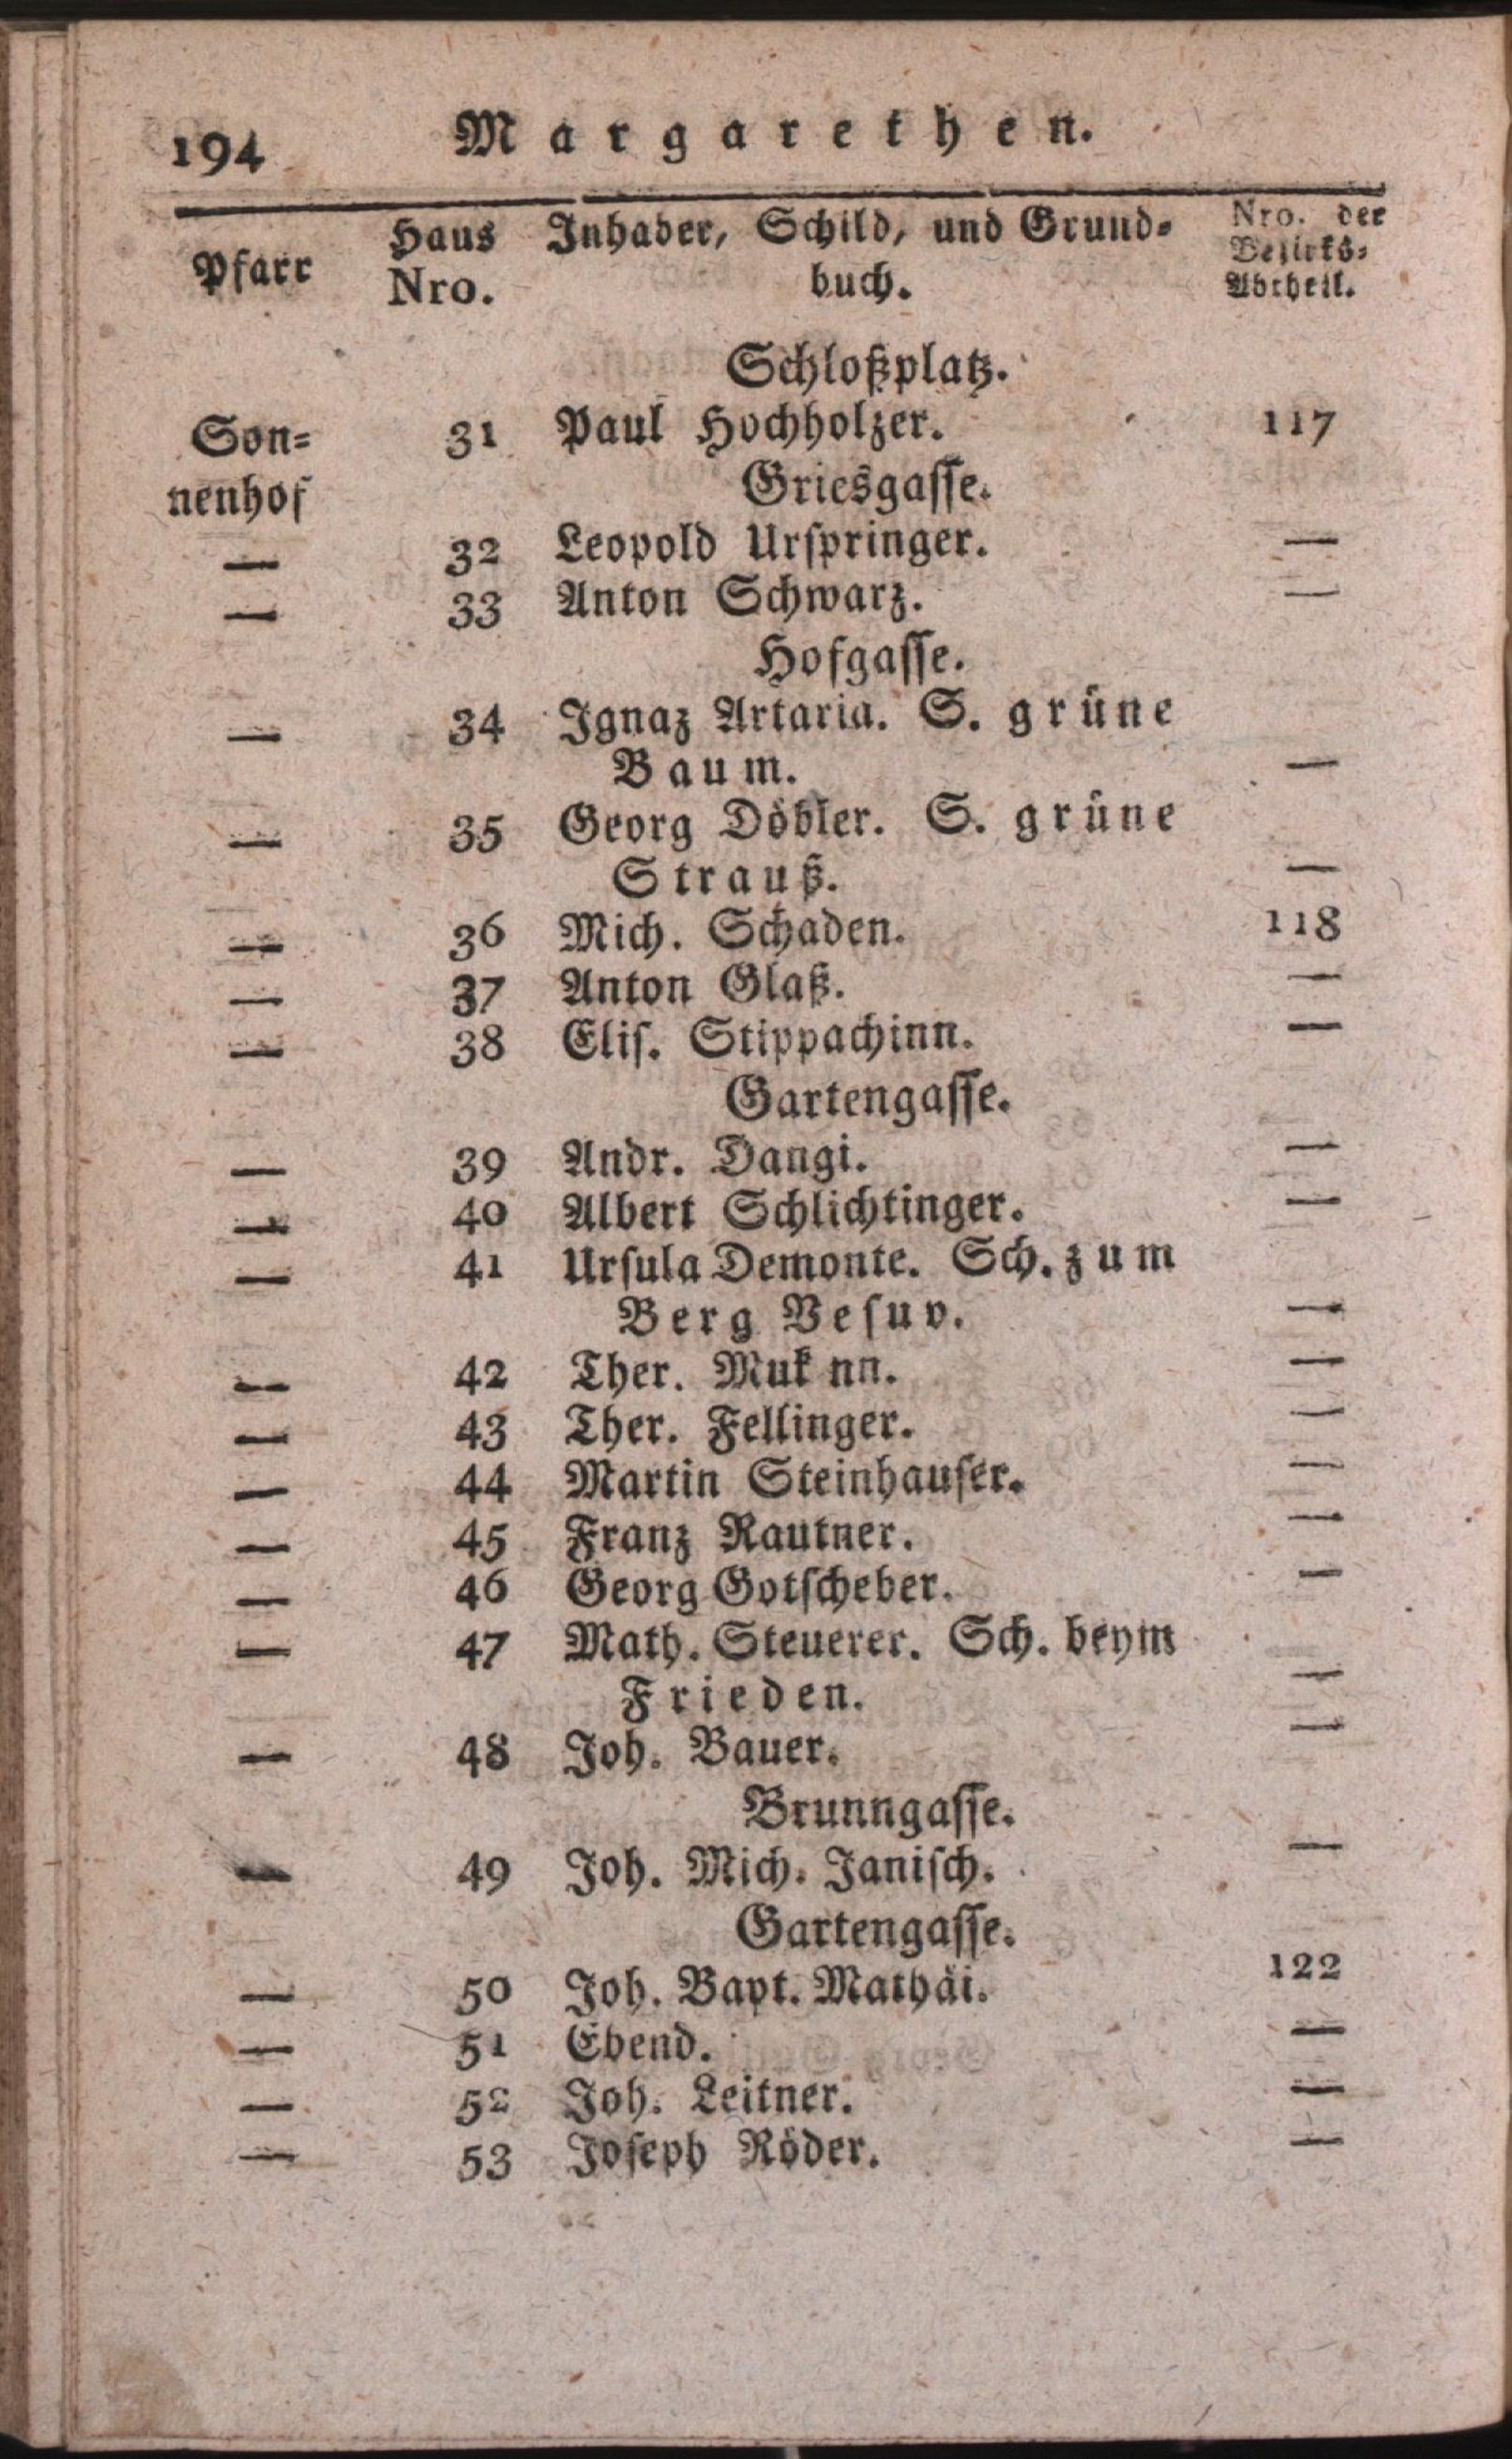 194 Margarethen.
Pfarr Haus Nro. Inhaber, Schild, und Grund=
buch. Nro. der Bezirks= Abtheil.
Schloßplatz.
Son= 31 Paul Hochholzer. 117
nenhof
Griesgasse.
— 32 Leopold Urspringer. —
— 33 Anton Schwarz. —
Hofgasse.
— 34 Ignaz Artaria. S. grüne
Baum. —
— 35 Georg Döbler. S. grüne
Strauß. —
— 36 Mich. Schaden. 118
— 37 Anton Glaß. —
— 38 Elis. Stippachinn. —
Gartengasse.
— 39 Andr. Dangi. —
— 40 Albert Schlichtinger. —
— 41 Ursula Demonte. Sch. zum
Berg Vesuv. —
— 42 Ther. Muk nn. —
— 43 Ther. Fellinger. —
— 44 Martin Steinhauser. —
— 45 Franz Rautner. —
— 46 Georg Gotscheber. —
— 47 Math. Steuerer. Sch. beym
Frieden. —
— 48 Joh. Bauer. —
Brunngasse.
— 49 Joh. Mich. Janisch. —
Gartengasse.
— 50 Joh. Bapt. Mathäi. 122
— 51 Ebend. —
— 52 Joh. Leitner. —
— 53 Joseph Röder. —